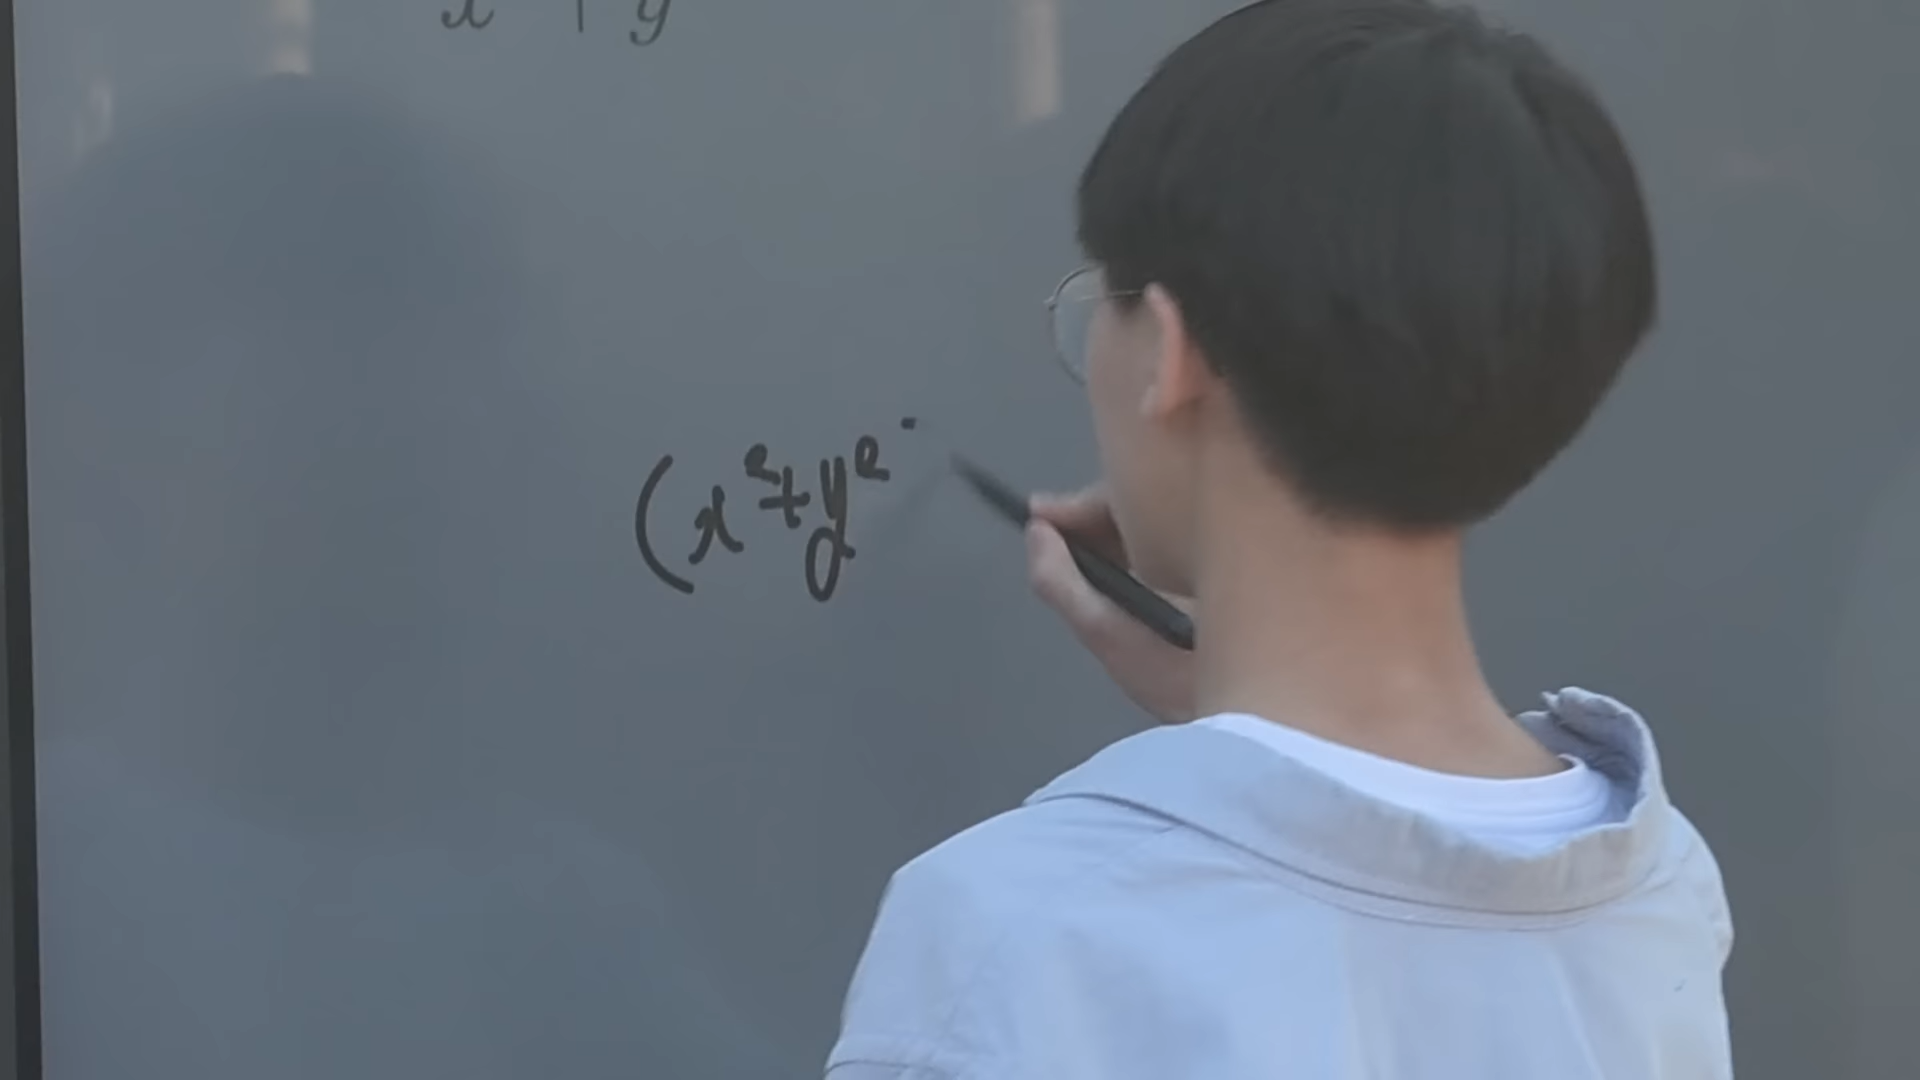 x + y
(x²+y²